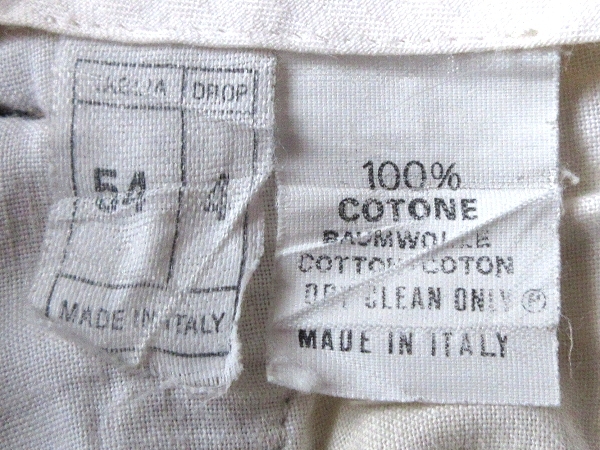 TAGLIA DROP
54 4
MADE IN ITALY
100%
COTONE
BAUMWOLLE
COTTON-COTON
DRY CLEAN ONLY Ⓟ
MADE IN ITALY